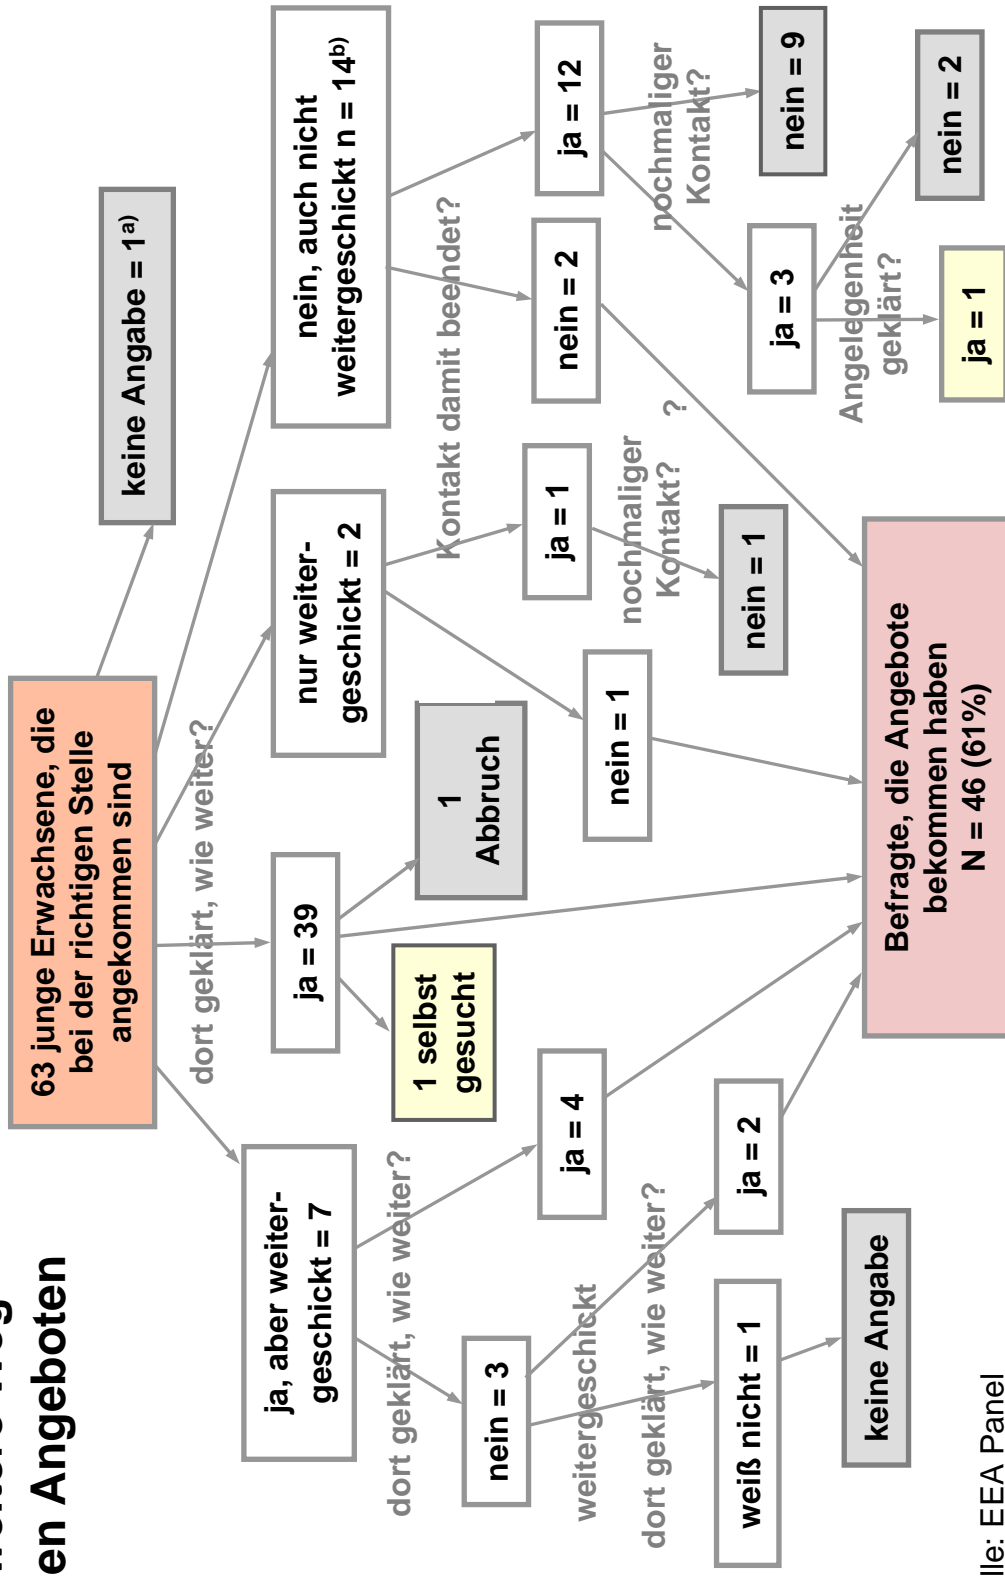 en Angeboten
63 junge Erwachsene, die
bei der richtigen Stelle
angekommen sind
keine Angabe = 1a)
dort geklärt, wie weiter?
ja, aber weiter-
geschickt = 7
ja = 39
nur weiter-
geschickt = 2
nein, auch nicht
weitergeschickt n = 14b)
dort geklärt, wie weiter?
1 selbst
gesucht
1
Abbruch
Kontakt damit beendet?
nein = 3
ja = 4
nein = 1
ja = 1
nein = 2
ja = 12
weitergeschickt
dort geklärt, wie weiter?
nochmaliger
Kontakt?
?
nochmaliger
Kontakt?
weiß nicht = 1
ja = 2
nein = 1
ja = 3
nein = 9
Angelegenheit
geklärt?
keine Angabe
Befragte, die Angebote
bekommen haben
N = 46 (61%)
ja = 1
nein = 2
lle: EEA Panel